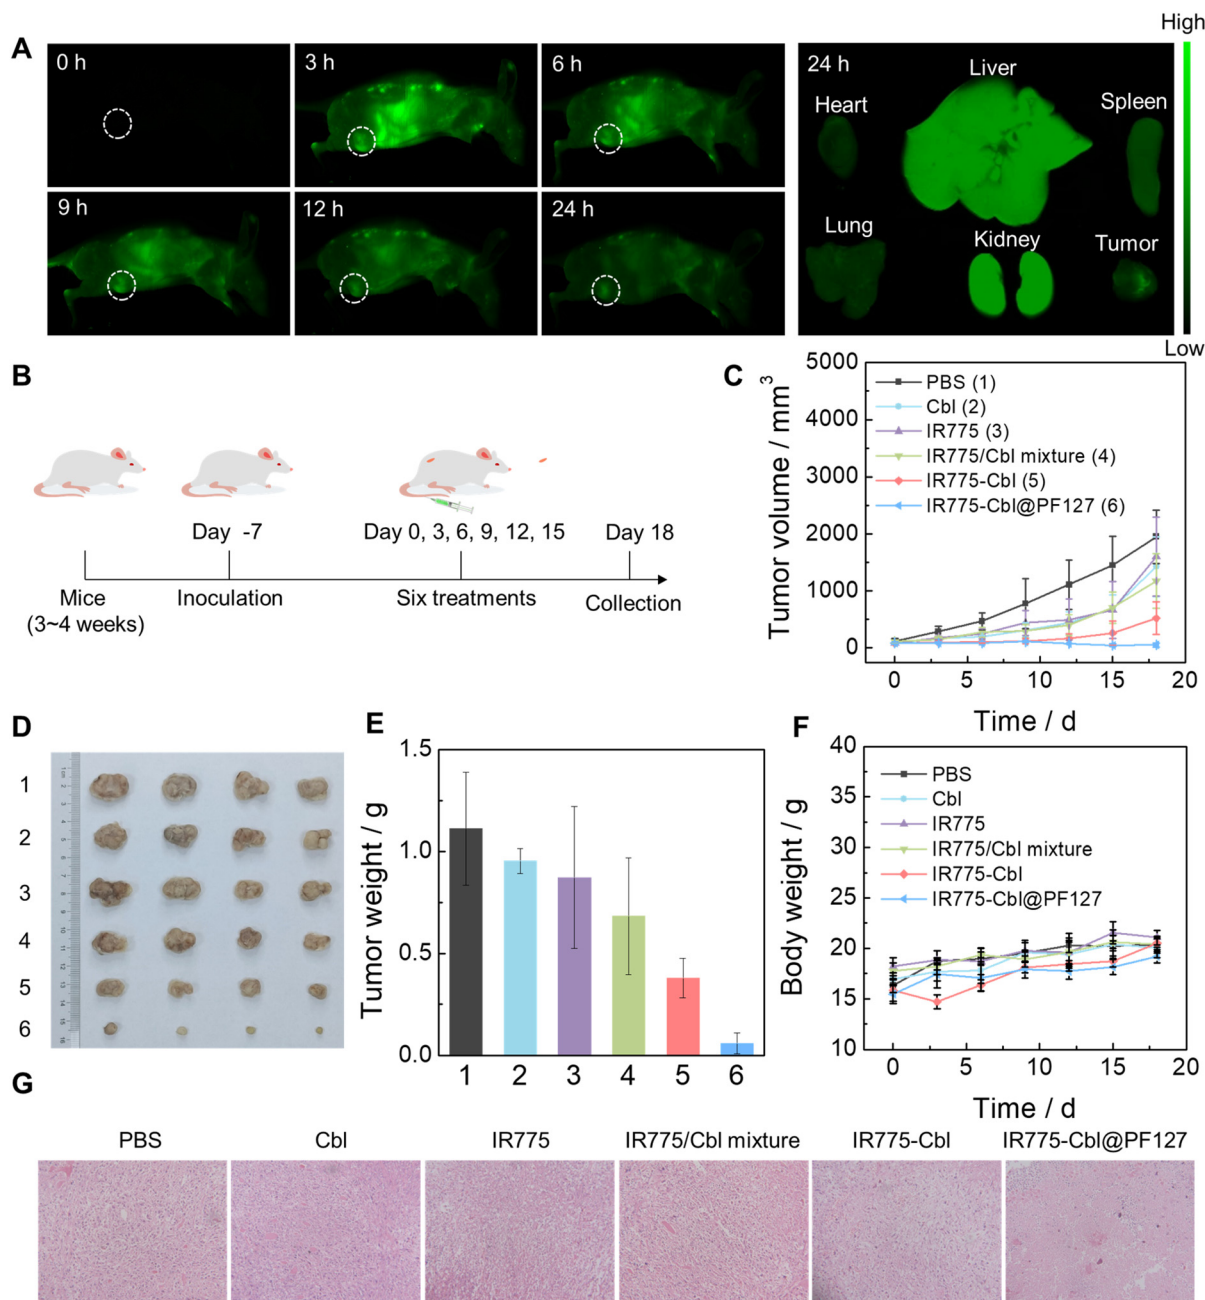 A
0 h
3 h
6 h
9 h
12 h
24 h
24 h
Liver
Heart
Spleen
Lung
Kidney
Tumor
High
Low
B
Day -7
Day 0, 3, 6, 9, 12, 15
Day 18
Mice
(3~4 weeks)
Inoculation
Six treatments
Collection
C
Tumor volume / mm³
5000
4000
3000
2000
1000
0
PBS (1)
Cbl (2)
IR775 (3)
IR775/Cbl mixture (4)
IR775-Cbl (5)
IR775-Cbl@PF127 (6)
0 5 10 15 20
Time / d
D
1
2
3
4
5
6
E
Tumor weight / g
1.5
1.0
0.5
0.0
1 2 3 4 5 6
F
Body weight / g
40
35
30
25
20
15
10
PBS
Cbl
IR775
IR775/Cbl mixture
IR775-Cbl
IR775-Cbl@PF127
0 5 10 15 20
Time / d
G
PBS
Cbl
IR775
IR775/Cbl mixture
IR775-Cbl
IR775-Cbl@PF127